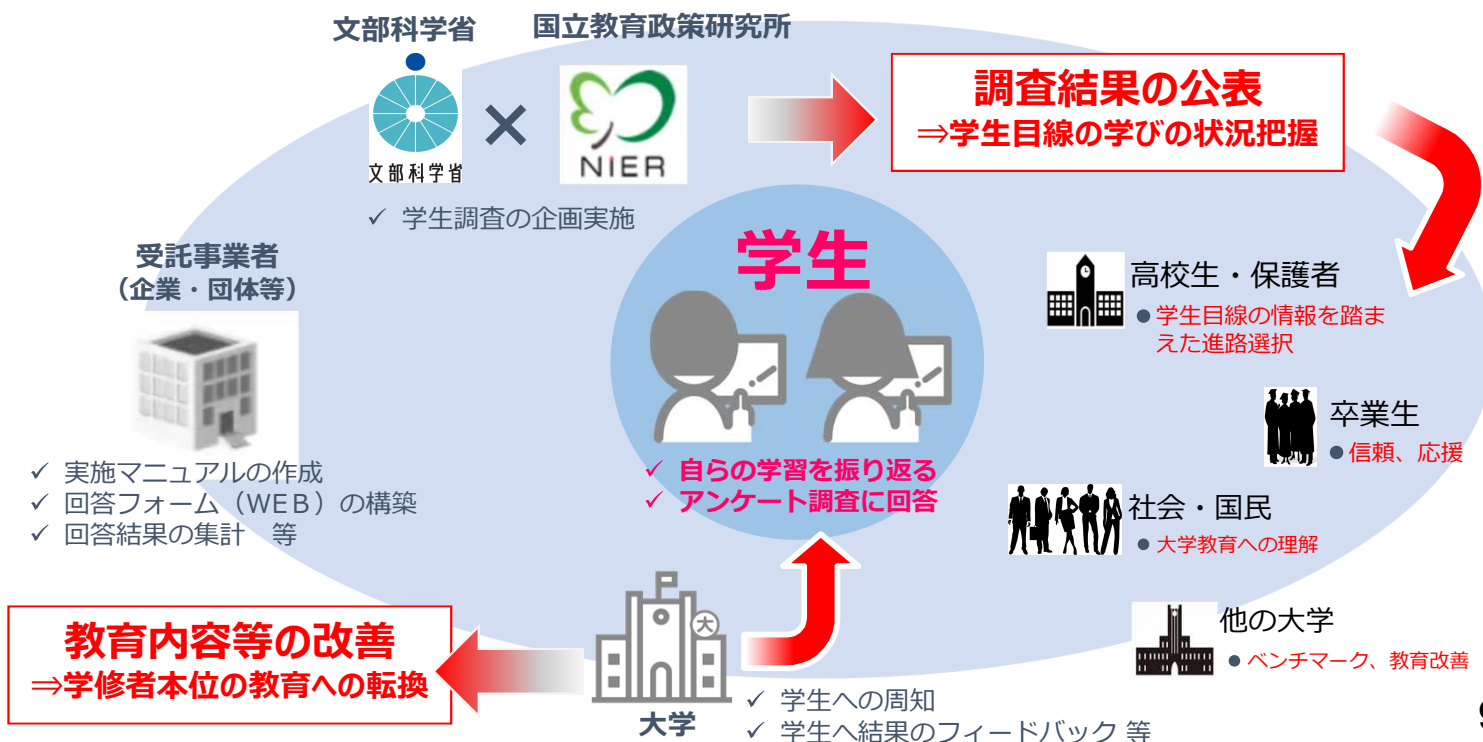 文部科学省
国立教育政策研究所
文部科学省
×
NIER
✓ 学生調査の企画実施
調査結果の公表
⇒学生目線の学びの状況把握
受託事業者
（企業・団体等）
✓ 実施マニュアルの作成
✓ 回答フォーム（WEB）の構築
✓ 回答結果の集計　等
学生
✓ 自らの学習を振り返る
✓ アンケート調査に回答
高校生・保護者
● 学生目線の情報を踏ま
えた進路選択
卒業生
● 信頼、応援
社会・国民
● 大学教育への理解
他の大学
● ベンチマーク、教育改善
教育内容等の改善
⇒学修者本位の教育への転換
大
大学
✓ 学生への周知
✓ 学生へ結果のフィードバック 等